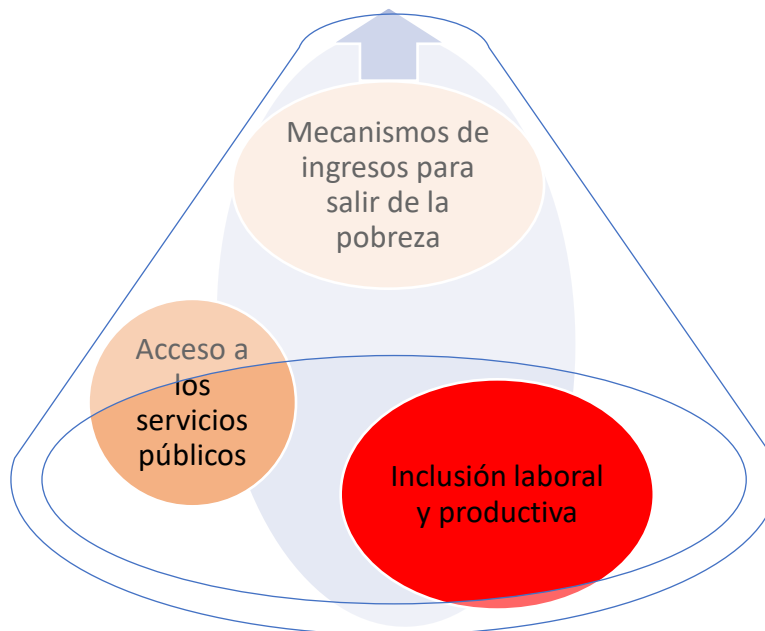 Mecanismos de
ingresos para
salir de la
pobreza
Acceso a
los
servicios
públicos
Inclusión laboral
y productiva